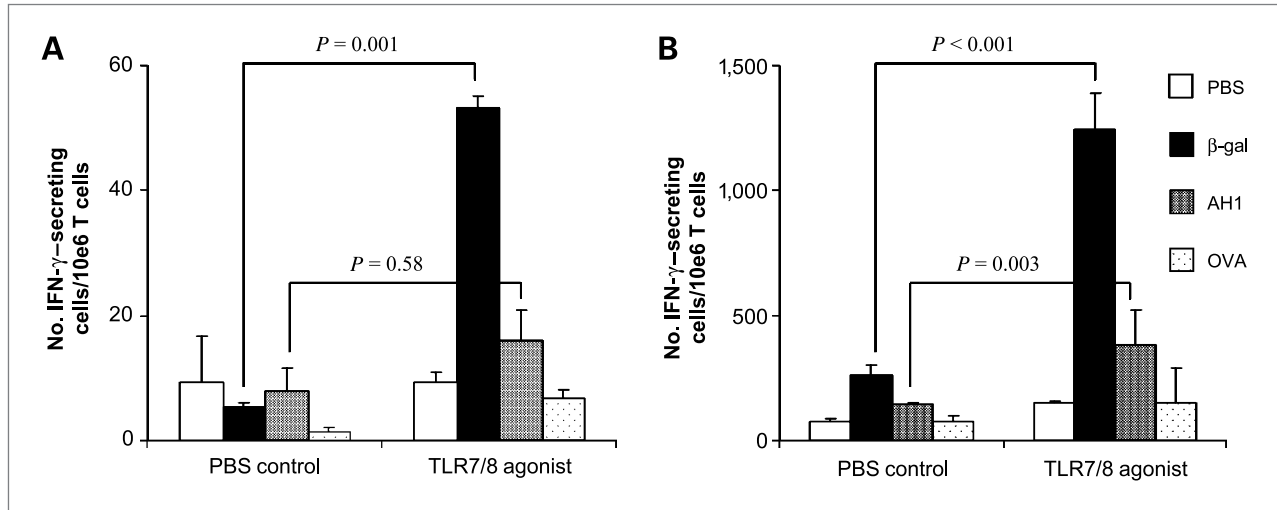 A
No. IFN-γ–secreting
cells/10e6 T cells
60
40
20
0
P = 0.001
P = 0.58
PBS control
TLR7/8 agonist
B
No. IFN-γ–secreting
cells/10e6 T cells
1,500
1,000
500
0
P < 0.001
P = 0.003
PBS control
TLR7/8 agonist
PBS
β-gal
AH1
OVA